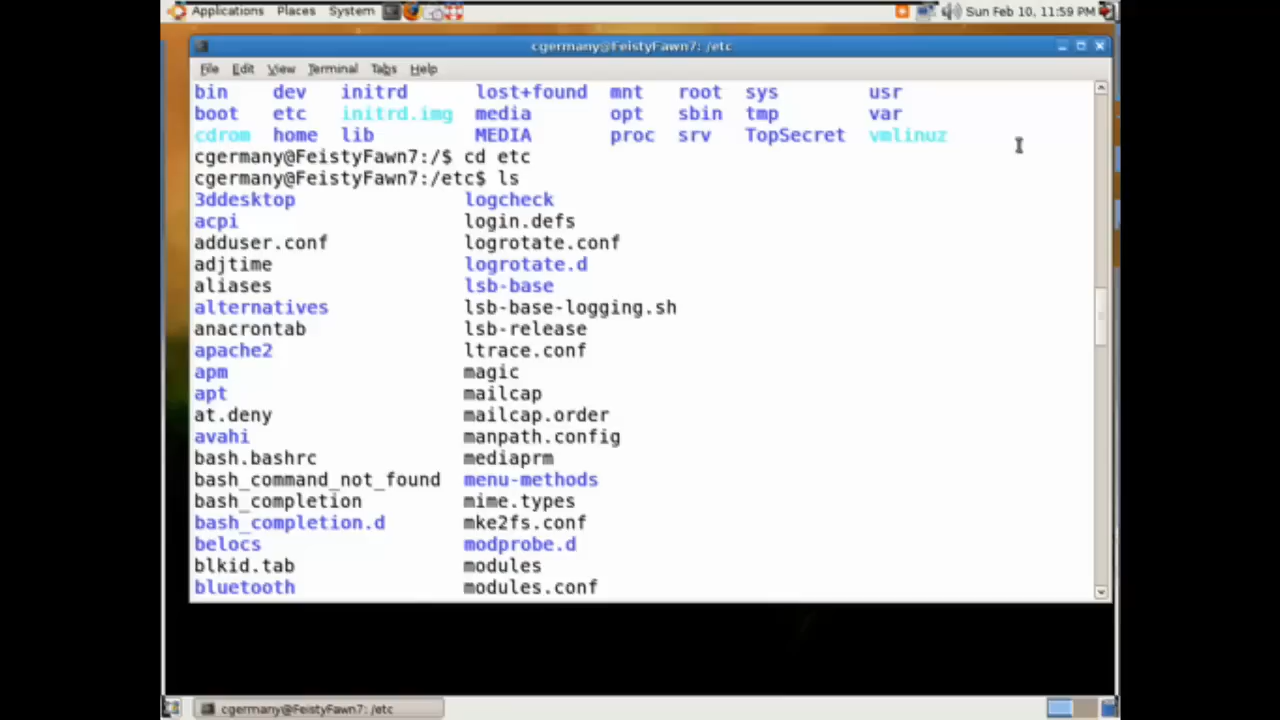 Applications Places System Sun Feb 10, 11:59 PM
cgermany@FeistyFawn7: /etc
File Edit View Terminal Tabs Help
bin dev initrd lost+found mnt root sys usr
boot etc initrd.img media opt sbin tmp var
cdrom home lib MEDIA proc srv TopSecret vmlinuz
cgermany@FeistyFawn7:/$ cd etc
cgermany@FeistyFawn7:/etc$ ls
3ddesktop logcheck
acpi login.defs
adduser.conf logrotate.conf
adjtime logrotate.d
aliases lsb-base
alternatives lsb-base-logging.sh
anacrontab lsb-release
apache2 ltrace.conf
apm magic
apt mailcap
at.deny mailcap.order
avahi manpath.config
bash.bashrc mediaprm
bash_command_not_found menu-methods
bash_completion mime.types
bash_completion.d mke2fs.conf
belocs modprobe.d
blkid.tab modules
bluetooth modules.conf
cgermany@FeistyFawn7: /etc